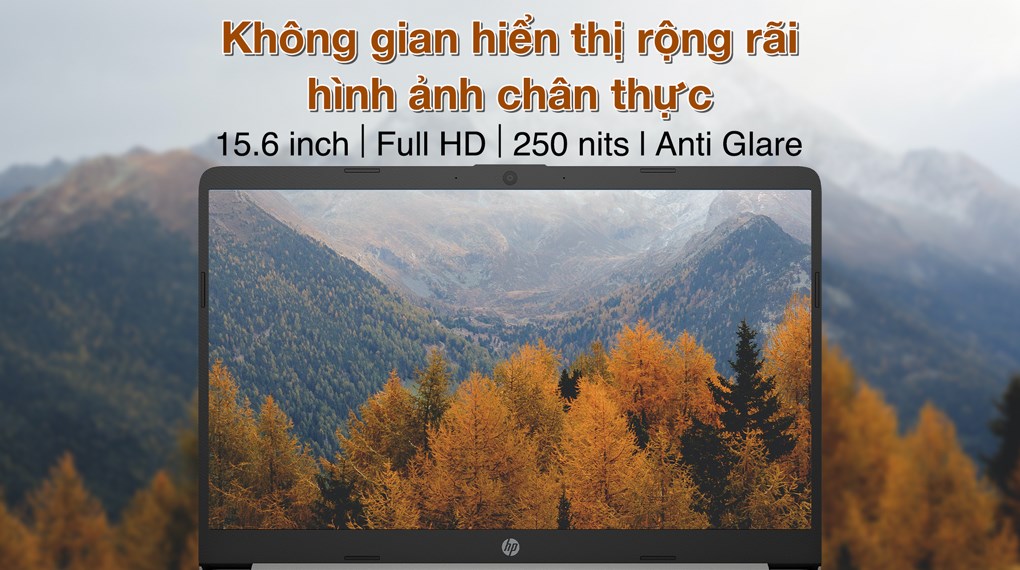 Không gian hiển thị rộng rãi
hình ảnh chân thực
15.6 inch | Full HD | 250 nits l Anti Glare
hp